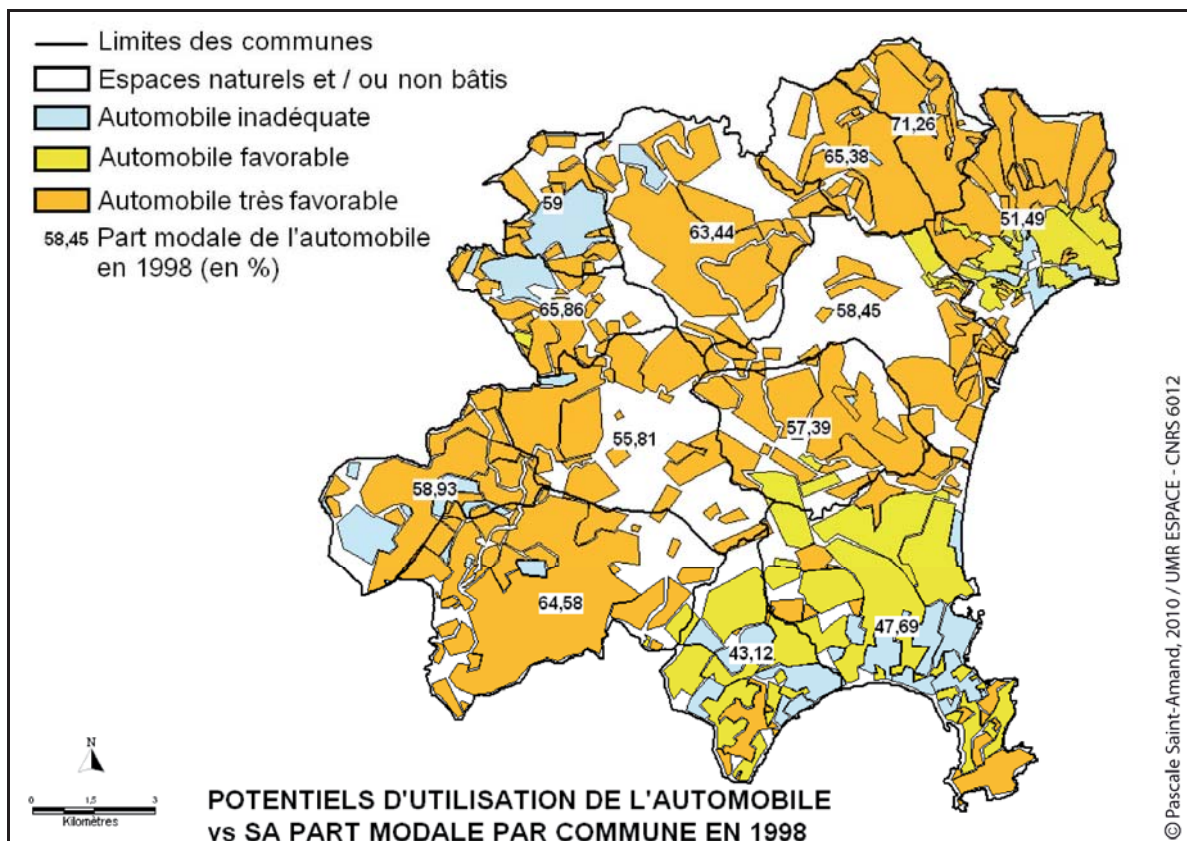 Limites des communes
Espaces naturels et / ou non bâtis
Automobile inadéquate
Automobile favorable
Automobile très favorable
58,45 Part modale de l'automobile
en 1998 (en %)
71,26
65,38
59
51,49
63,44
65,86
58,45
57,39
55,81
58,93
64,58
47,69
43,12
N
0 1,5 3
Kilomètres
POTENTIELS D'UTILISATION DE L'AUTOMOBILE
vs SA PART MODALE PAR COMMUNE EN 1998
© Pascale Saint-Amand, 2010 / UMR ESPACE - CNRS 6012